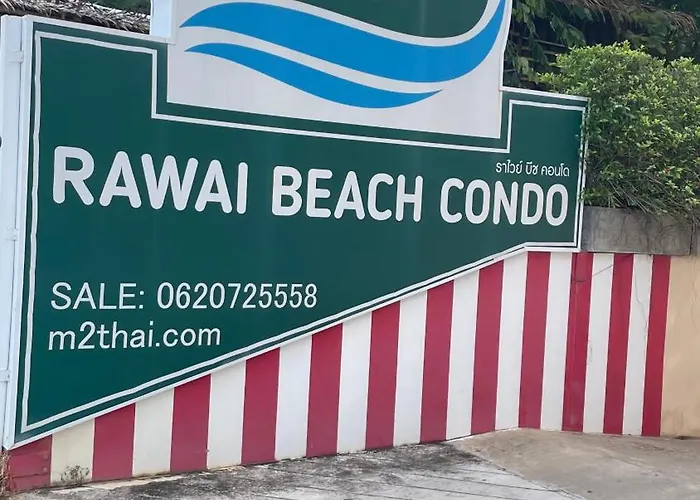 ราไวย์ บีช คอนโด
RAWAI BEACH CONDO
SALE: 0620725558
m2thai.com